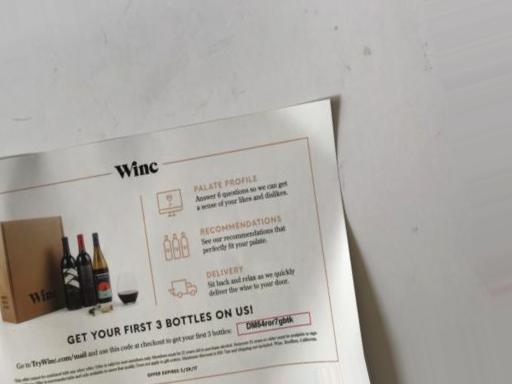 Winc
PALATE PROFILE
Answer 6 questions so we can get
a sense of your likes and dislikes.
RECOMMENDATIONS
See our recommendations that
perfectly fit your palate.
DELIVERY
Sit back and relax as we quickly
deliver the wine to your door.
Winc
GET YOUR FIRST 3 BOTTLES ON US!
Go to TryWinc.com/mail and use this code at checkout to get your first 3 bottles:
OFFER EXPIRES